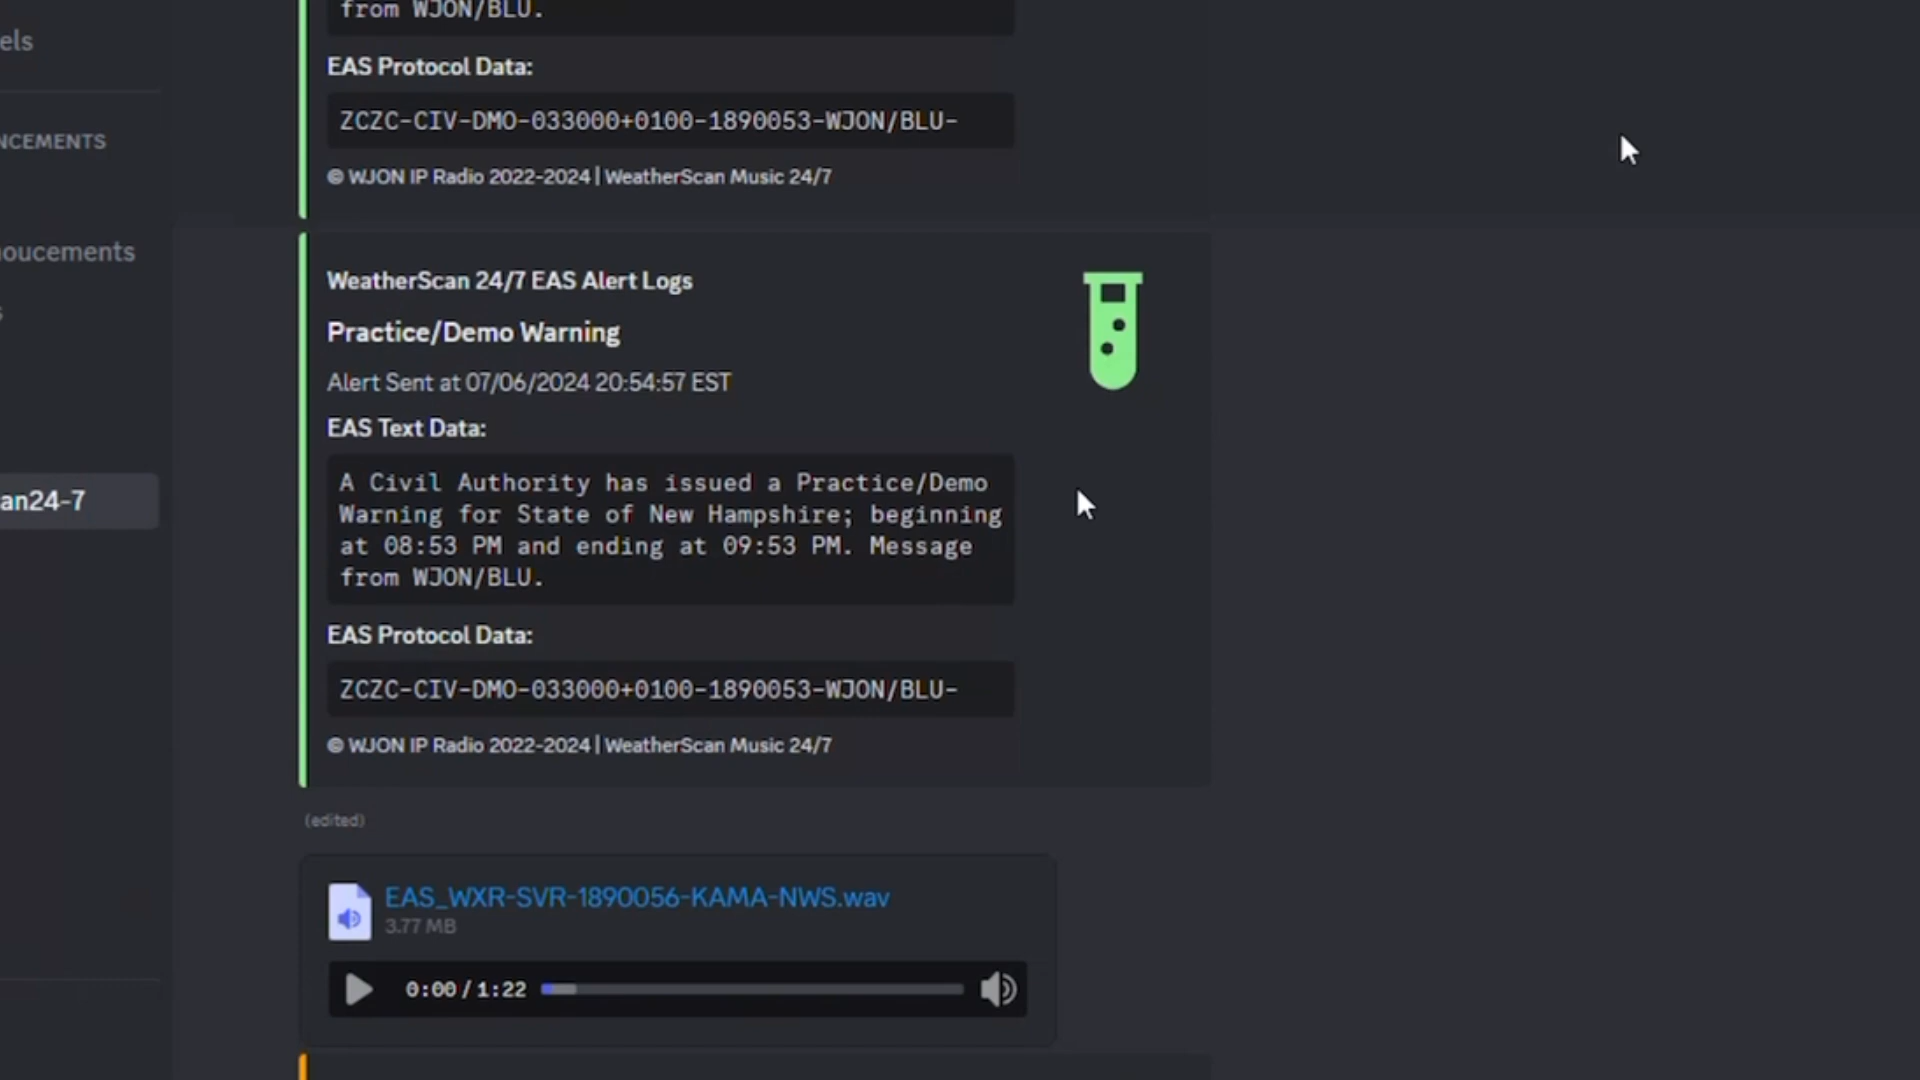 from WJON/BLU.
els
EAS Protocol Data:
ZCZC-CIV-DMO-033000+0100-1890053-WJON/BLU-
NCEMENTS
© WJON IP Radio 2022-2024 | WeatherScan Music 24/7
noucements
WeatherScan 24/7 EAS Alert Logs
Practice/Demo Warning
Alert Sent at 07/06/2024 20:54:57 EST
EAS Text Data:
A Civil Authority has issued a Practice/Demo
Warning for State of New Hampshire; beginning
at 08:53 PM and ending at 09:53 PM. Message
from WJON/BLU.
an24-7
EAS Protocol Data:
ZCZC-CIV-DMO-033000+0100-1890053-WJON/BLU-
© WJON IP Radio 2022-2024 | WeatherScan Music 24/7
(edited)
EAS_WXR-SVR-1890056-KAMA-NWS.wav
3.77 MB
0:00 / 1:22